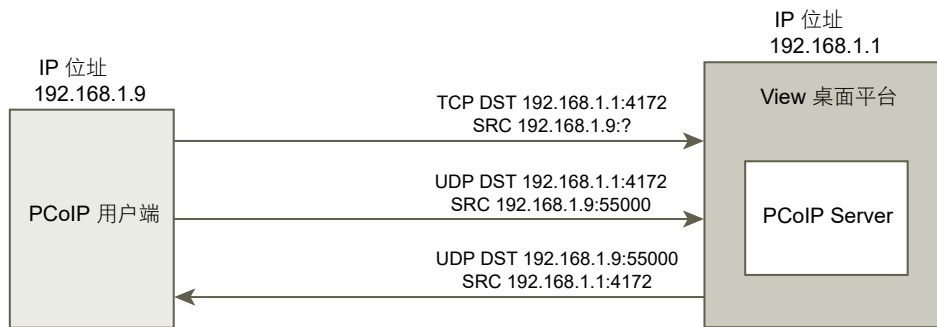 IP 位址
192.168.1.1
IP 位址
192.168.1.9
TCP DST 192.168.1.1:4172
SRC 192.168.1.9:?
View 桌面平台
UDP DST 192.168.1.1:4172
SRC 192.168.1.9:55000
PCoIP 用户端
PCoIP Server
UDP DST 192.168.1.9:55000
SRC 192.168.1.1:4172